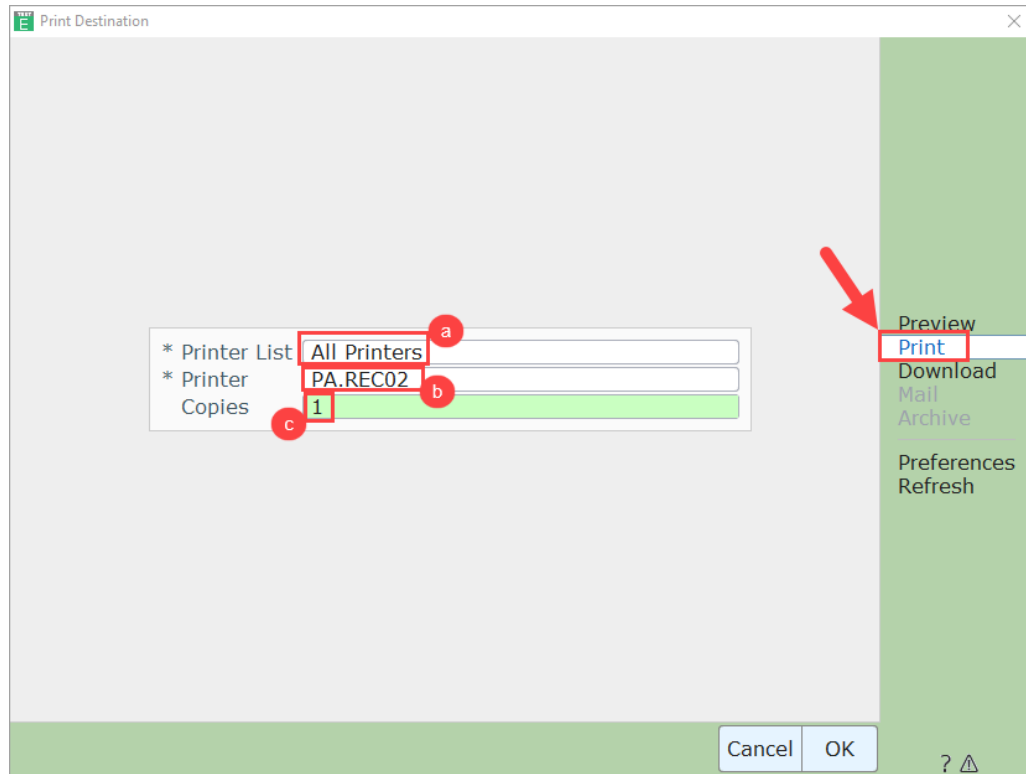 TEST
E
Print Destination
a
* Printer List All Printers
* Printer PA.REC02
b
Copies 1
c
Preview
Print
Download
Mail
Archive
Preferences
Refresh
Cancel OK
?